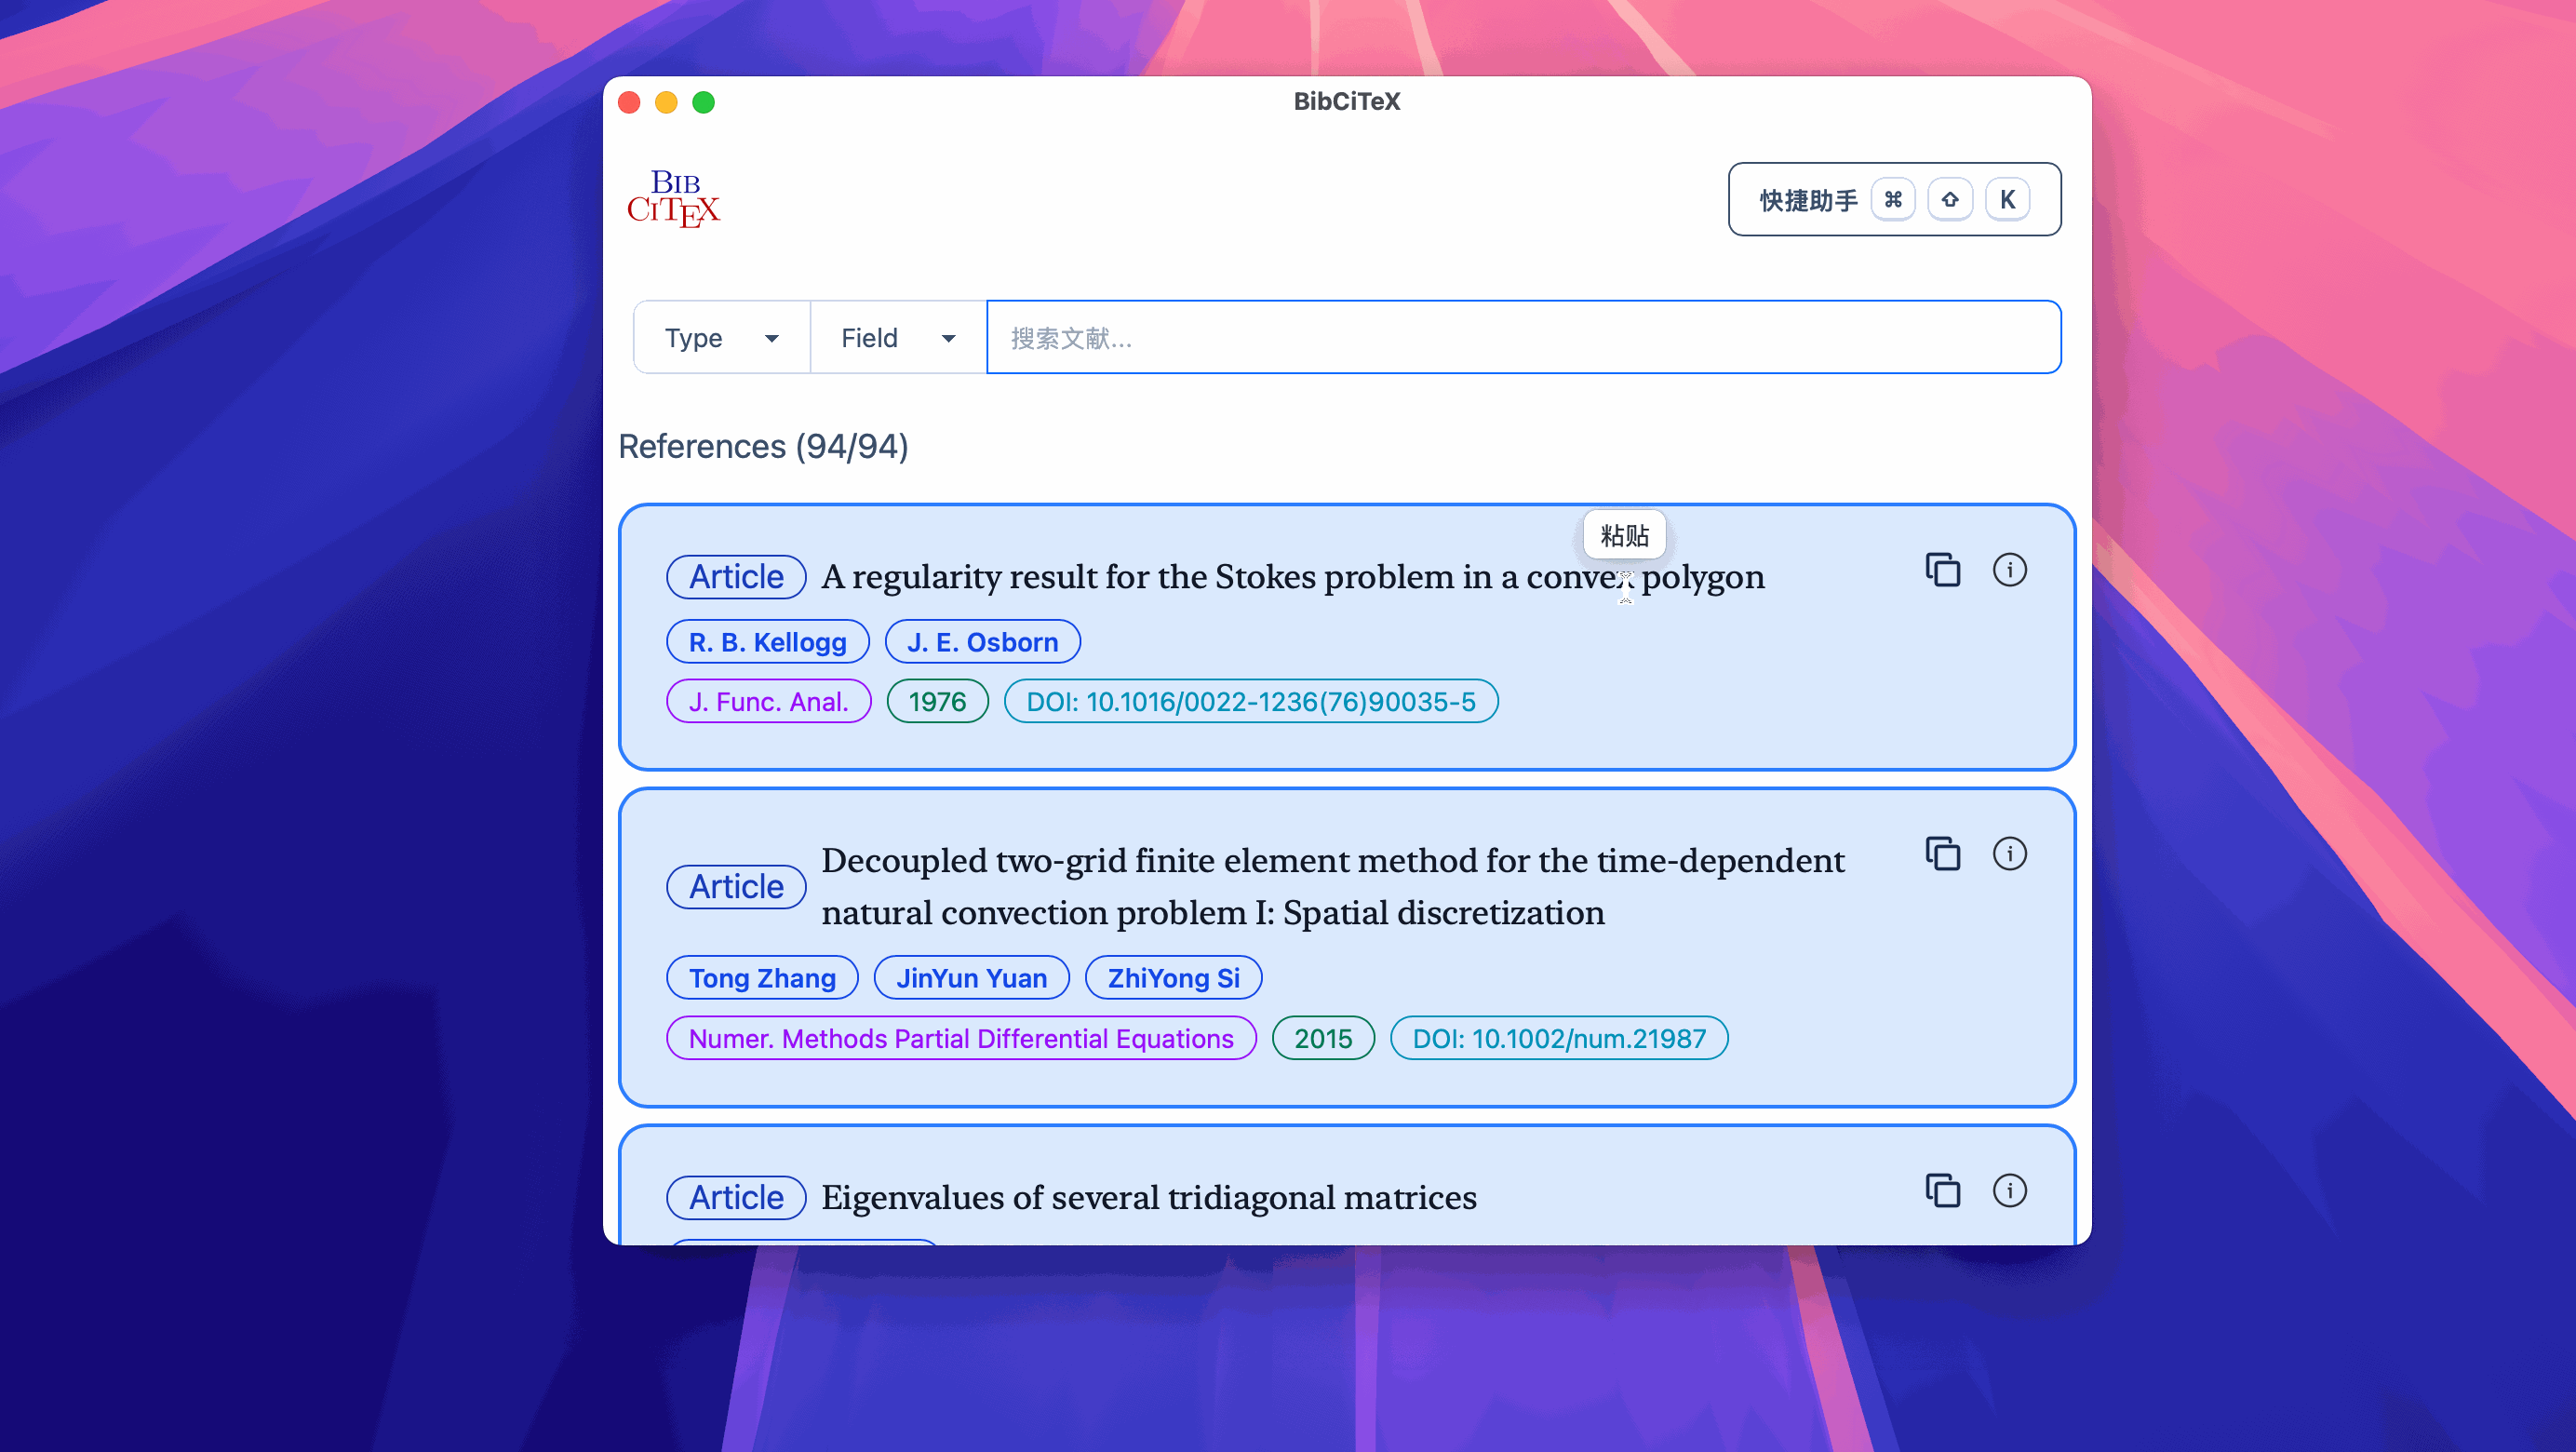 BibCiTeX
BIB
CITEX
快捷助手 ⌘ ⇧ K
Type Field 搜索文献...
References (94/94)
粘贴
Article A regularity result for the Stokes problem in a convex polygon
R. B. Kellogg J. E. Osborn
J. Func. Anal. 1976 DOI: 10.1016/0022-1236(76)90035-5
Article Decoupled two-grid finite element method for the time-dependent
natural convection problem I: Spatial discretization
Tong Zhang JinYun Yuan ZhiYong Si
Numer. Methods Partial Differential Equations 2015 DOI: 10.1002/num.21987
Article Eigenvalues of several tridiagonal matrices